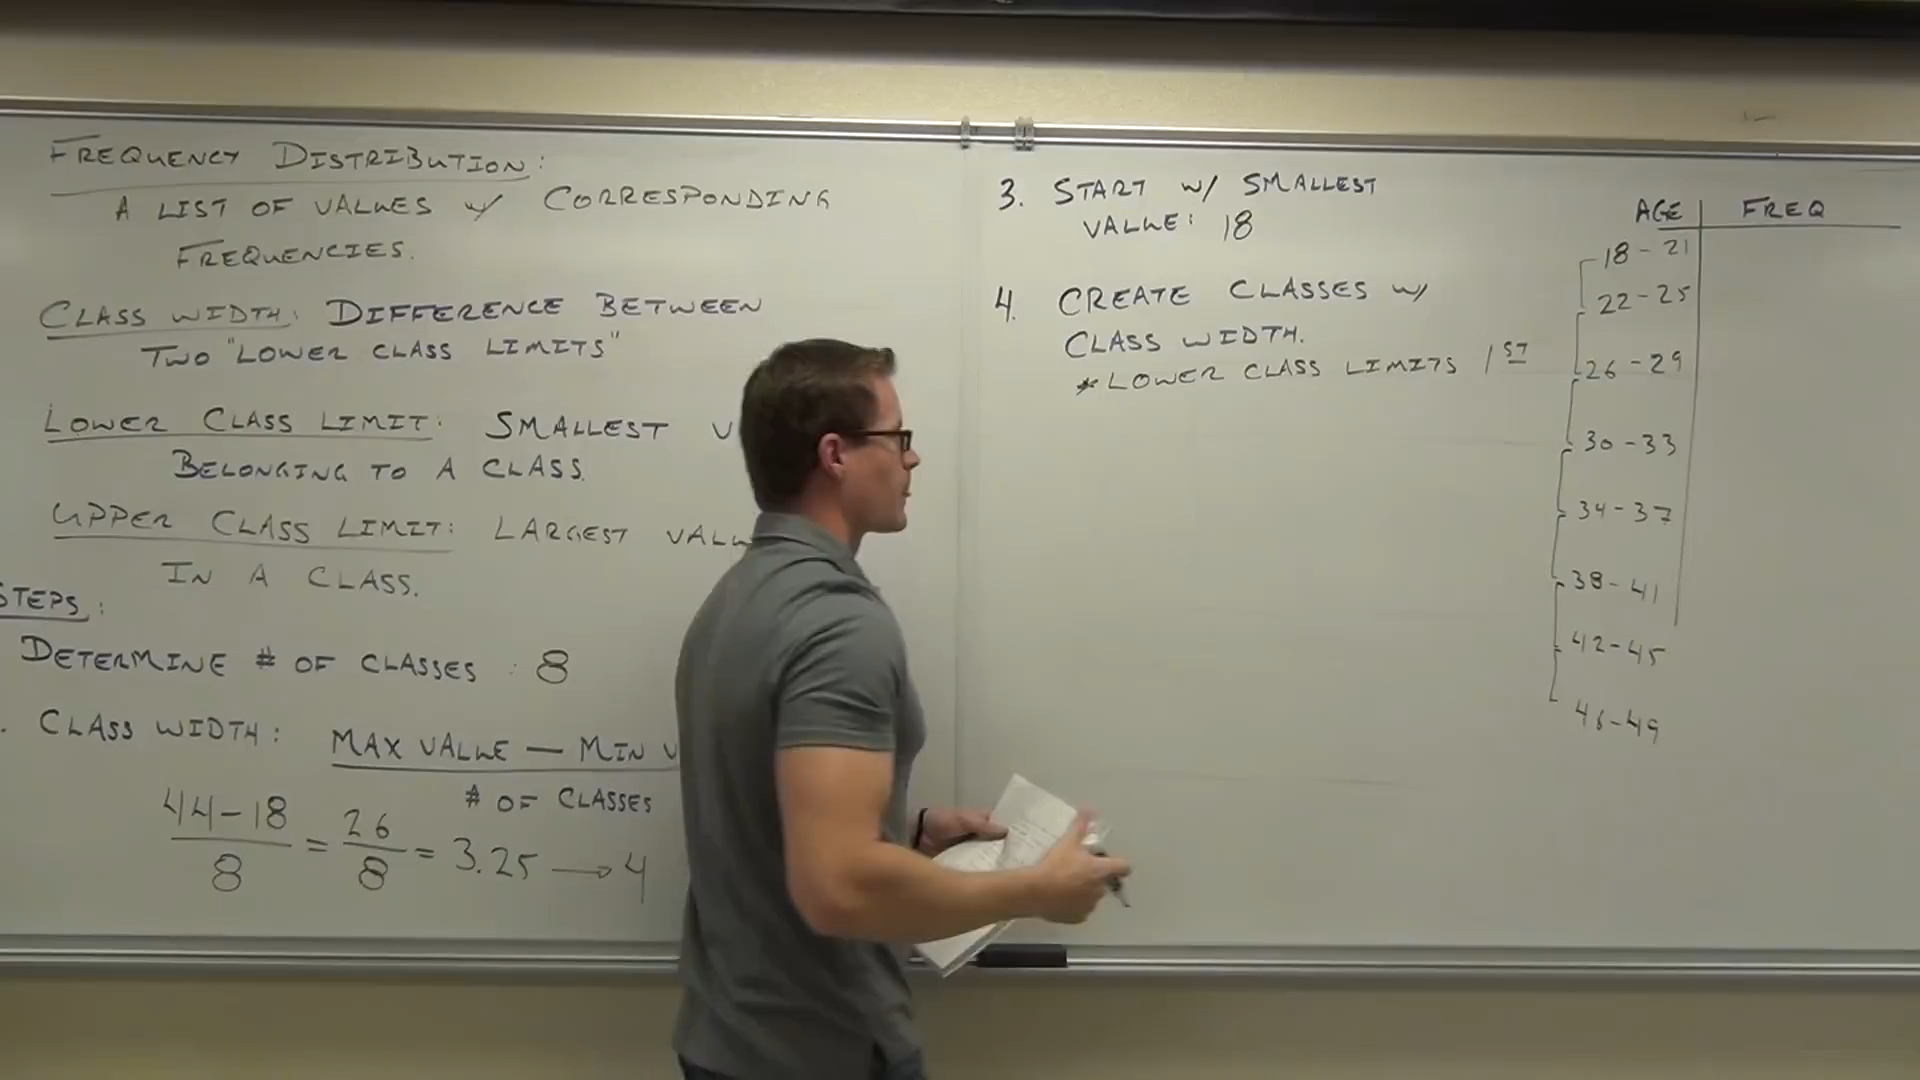 FREQUENCY DISTRIBUTION:
A LIST OF VALUES W/ CORRESPONDING
FREQUENCIES.
CLASS WIDTH: DIFFERENCE BETWEEN
TWO "LOWER CLASS LIMITS"
LOWER CLASS LIMIT: SMALLEST V
BELONGING TO A CLASS.
UPPER CLASS LIMIT: LARGEST VALU
IN A CLASS.
STEPS:
DETERMINE # OF CLASSES : 8
. CLASS WIDTH: MAX VALUE — MIN V
# OF CLASSES
44-18 / 8 = 26 / 8 = 3.25 → 4
3. START W/ SMALLEST
VALUE: 18
4. CREATE CLASSES W/
CLASS WIDTH.
* LOWER CLASS LIMITS 1ST
AGE | FREQ
18-21
22-25
26-29
30-33
34-37
38-41
42-45
46-49